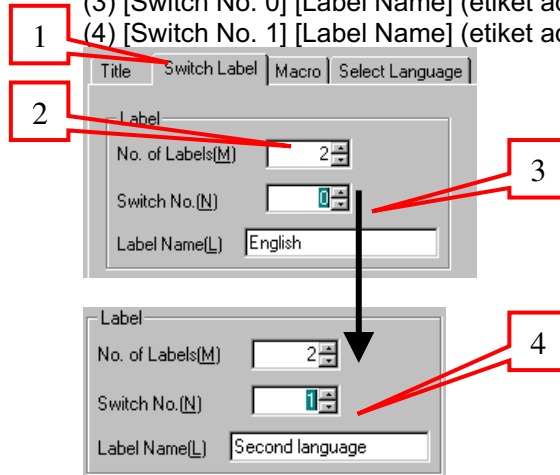 (3) [Switch No. 0] [Label Name] (etiket
(4) [Switch No. 1] [Label Name] (etiket
1
Title Switch Label Macro Select Language
2
Label
No. of Labels(M) 2
3
Switch No.(N) 0
Label Name(L) English
Label
No. of Labels(M) 2
4
Switch No.(N) 1
Label Name(L) Second language